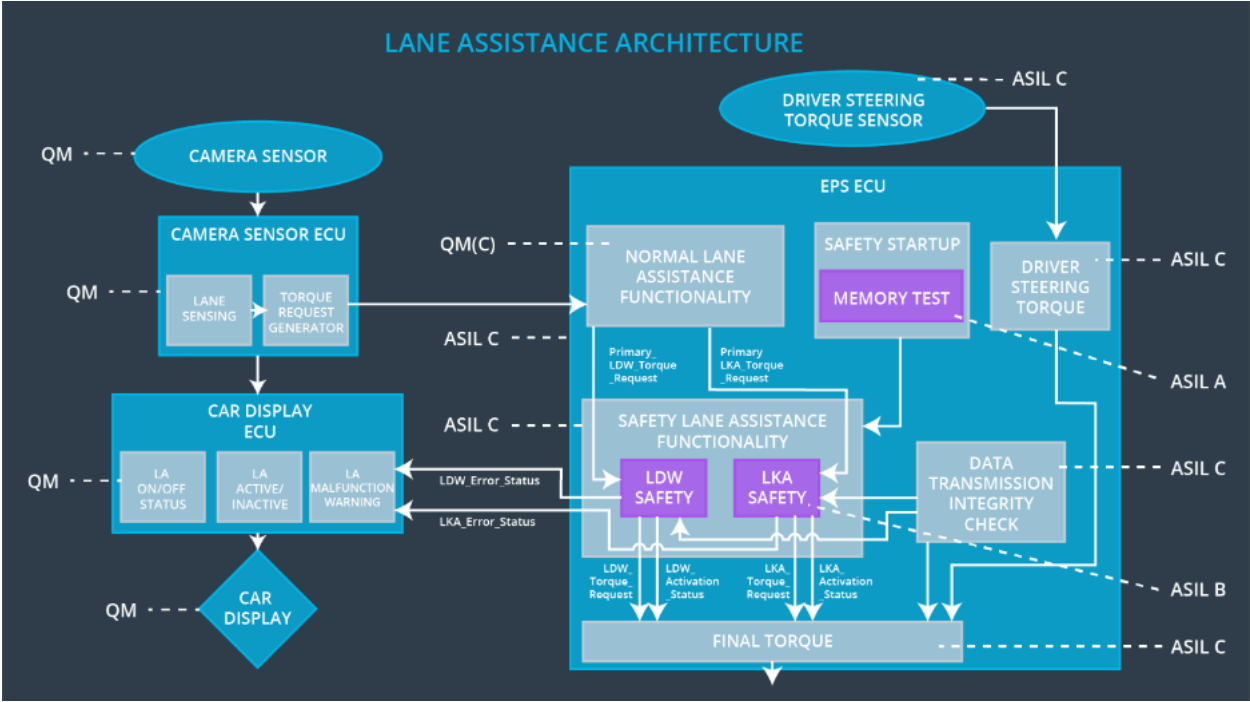 LANE ASSISTANCE ARCHITECTURE
ASIL C
DRIVER STEERING
TORQUE SENSOR
QM
CAMERA SENSOR
EPS ECU
CAMERA SENSOR ECU
QM(C)
NORMAL LANE
ASSISTANCE
FUNCTIONALITY
SAFETY STARTUP
MEMORY TEST
DRIVER
STEERING
TORQUE
ASIL C
QM
LANE
SENSING
TORQUE
REQUEST
GENERATOR
ASIL C
Primary_
LDW_Torque
_Request
Primary
LKA_Torque
_Request
ASIL A
CAR DISPLAY
ECU
ASIL C
SAFETY LANE ASSISTANCE
FUNCTIONALITY
QM
LA
ON/OFF
STATUS
LA
ACTIVE/
INACTIVE
LA
MALFUNCTION
WARNING
LDW_Error_Status
LKA_Error_Status
LDW
SAFETY
LKA
SAFETY
DATA
TRANSMISSION
INTEGRITY
CHECK
ASIL C
LDW_
Torque_
Request
LDW_
Activation
_Status
LKA_
Torque_
Request
LKA_
Activation
_Status
ASIL B
QM
CAR
DISPLAY
FINAL TORQUE
ASIL C